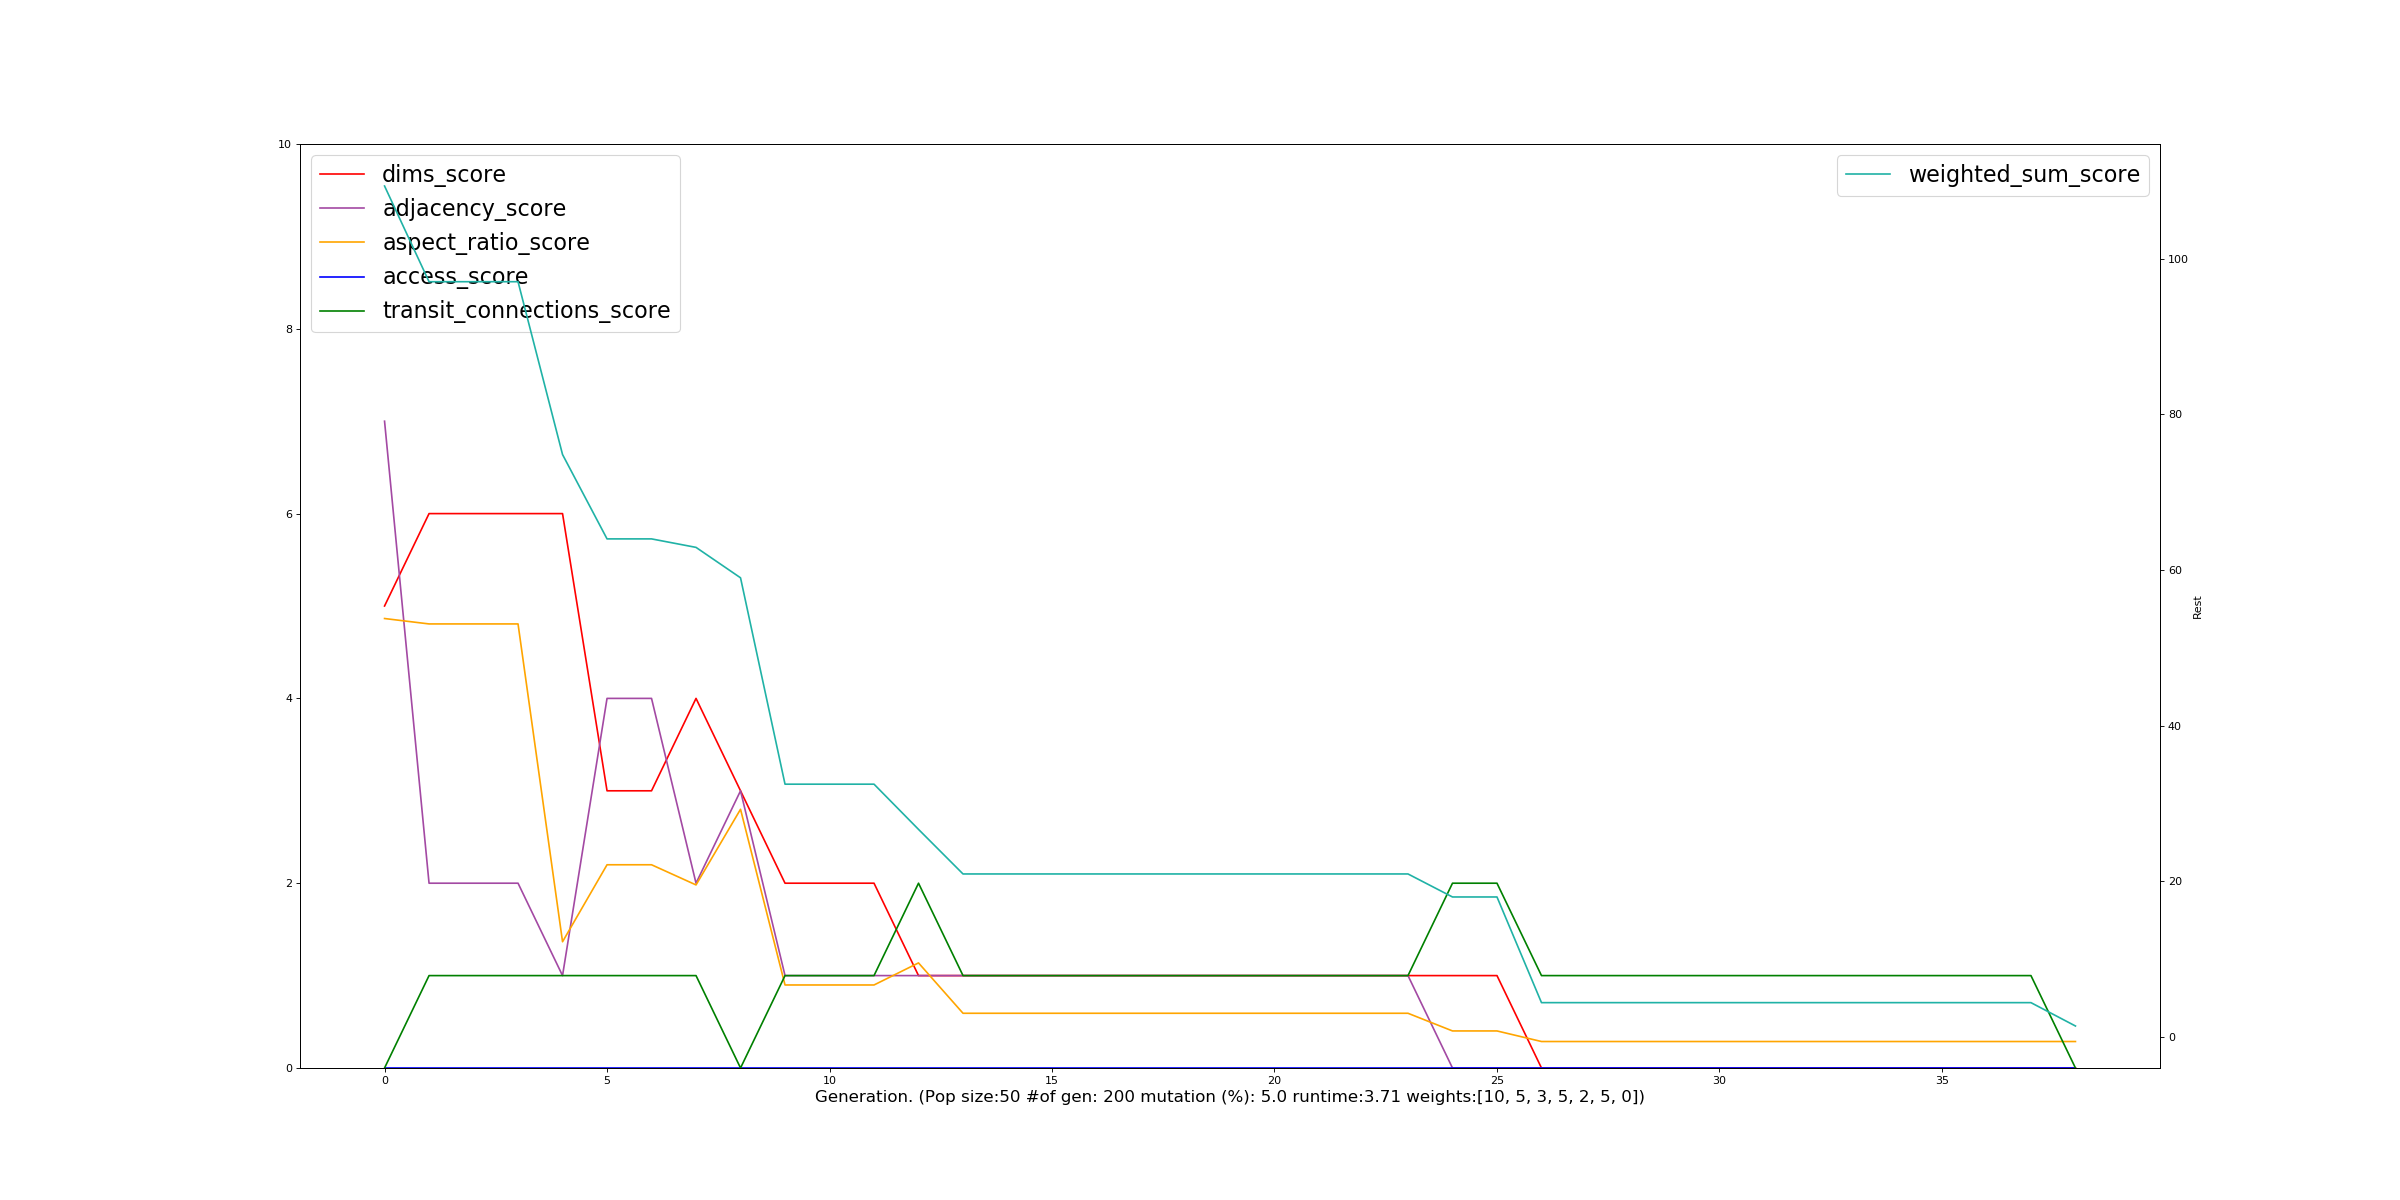 dims_score
adjacency_score
aspect_ratio_score
access_score
transit_connections_score
weighted_sum_score
10
8
6
4
2
0
100
80
60
40
20
0
Rest
0 5 10 15 20 25 30 35
Generation. (Pop size:50 #of gen: 200 mutation (%): 5.0 runtime:3.71 weights:[10, 5, 3, 5, 2, 5, 0])